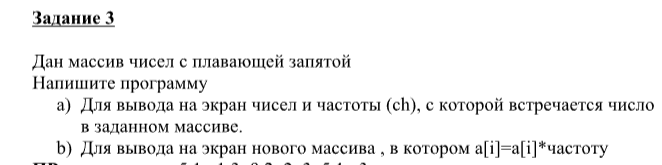 Задание 3
Дан массив чисел с плавающей запятой
Напишите программу
a) Для вывода на экран чисел и частоты (ch), с которой встречается число
в заданном массиве.
b) Для вывода на экран нового массива , в котором a[i]=a[i]*частоту